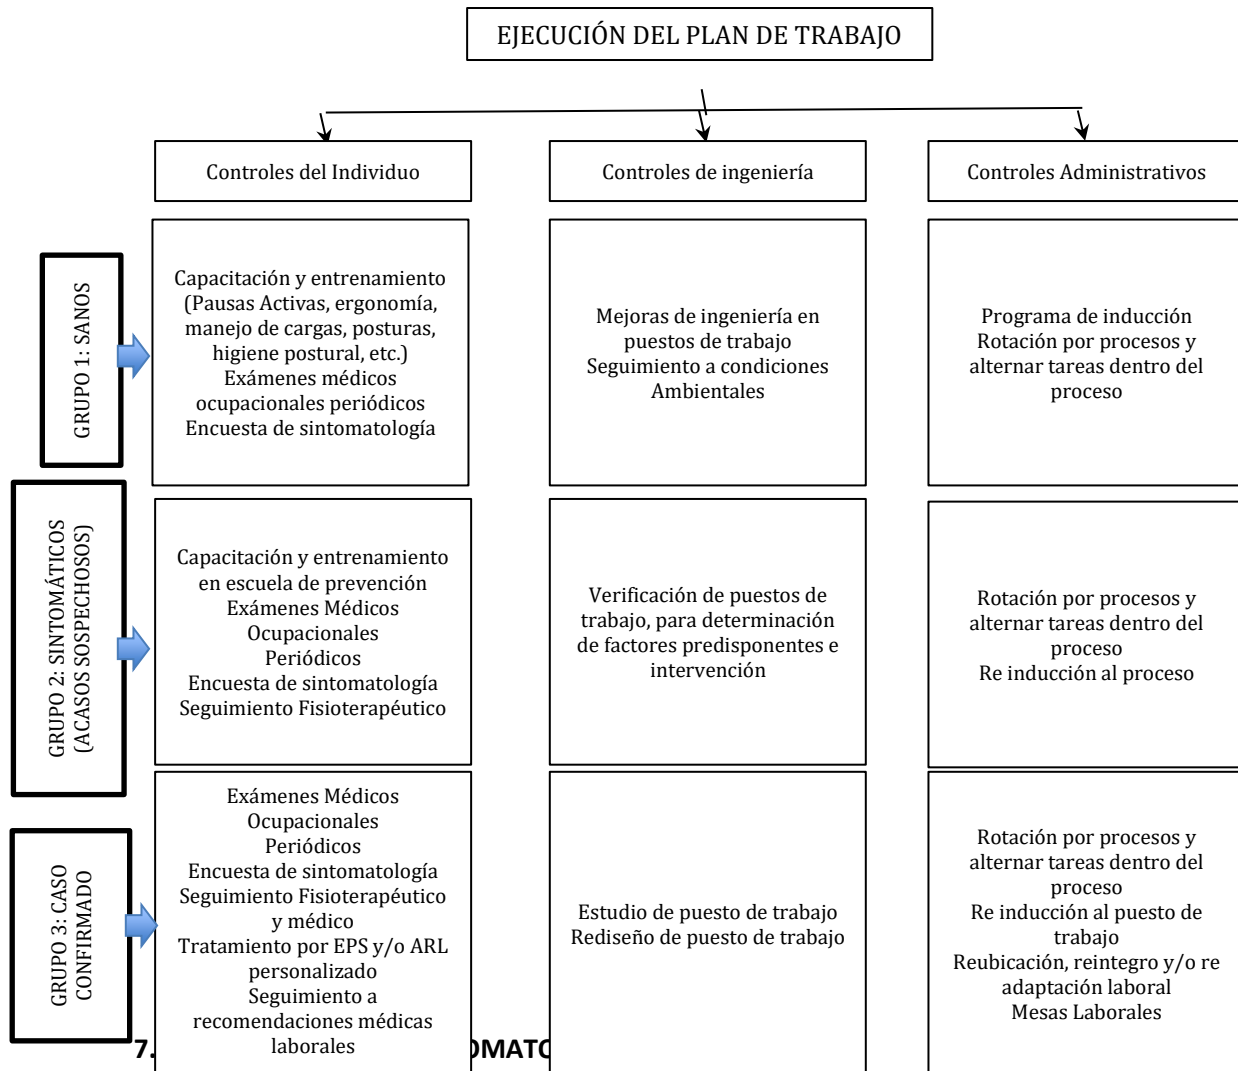 EJECUCIÓN DEL PLAN DE TRABAJO
Controles del Individuo
Controles de ingeniería
Controles Administrativos
GRUPO 1: SANOS
Capacitación y entrenamiento
(Pausas Activas, ergonomía,
manejo de cargas, posturas,
higiene postural, etc.)
Exámenes médicos
ocupacionales periódicos
Encuesta de sintomatología
Mejoras de ingeniería en
puestos de trabajo
Seguimiento a condiciones
Ambientales
Programa de inducción
Rotación por procesos y
alternar tareas dentro del
proceso
GRUPO 2: SINTOMÁTICOS
(ACASOS SOSPECHOSOS)
Capacitación y entrenamiento
en escuela de prevención
Exámenes Médicos
Ocupacionales
Periódicos
Encuesta de sintomatología
Seguimiento Fisioterapéutico
Verificación de puestos de
trabajo, para determinación
de factores predisponentes e
intervención
Rotación por procesos y
alternar tareas dentro del
proceso
Re inducción al proceso
GRUPO 3: CASO
CONFIRMADO
Exámenes Médicos
Ocupacionales
Periódicos
Encuesta de sintomatología
Seguimiento Fisioterapéutico
y médico
Tratamiento por EPS y/o ARL
personalizado
Seguimiento a
recomendaciones médicas
laborales
Estudio de puesto de trabajo
Rediseño de puesto de trabajo
Rotación por procesos y
alternar tareas dentro del
proceso
Re inducción al puesto de
trabajo
Reubicación, reintegro y/o re
adaptación laboral
Mesas Laborales
7.